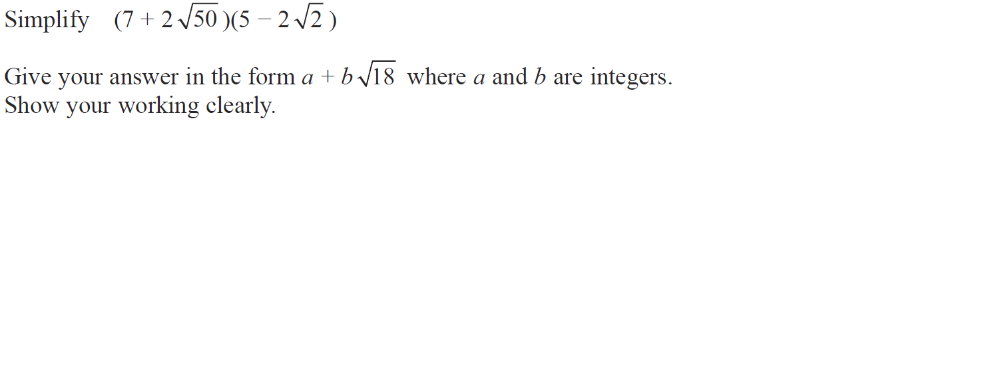 Simplify (7 + 2√50)(5 − 2√2)
Give your answer in the form a + b√18 where a and b are integers.
Show your working clearly.